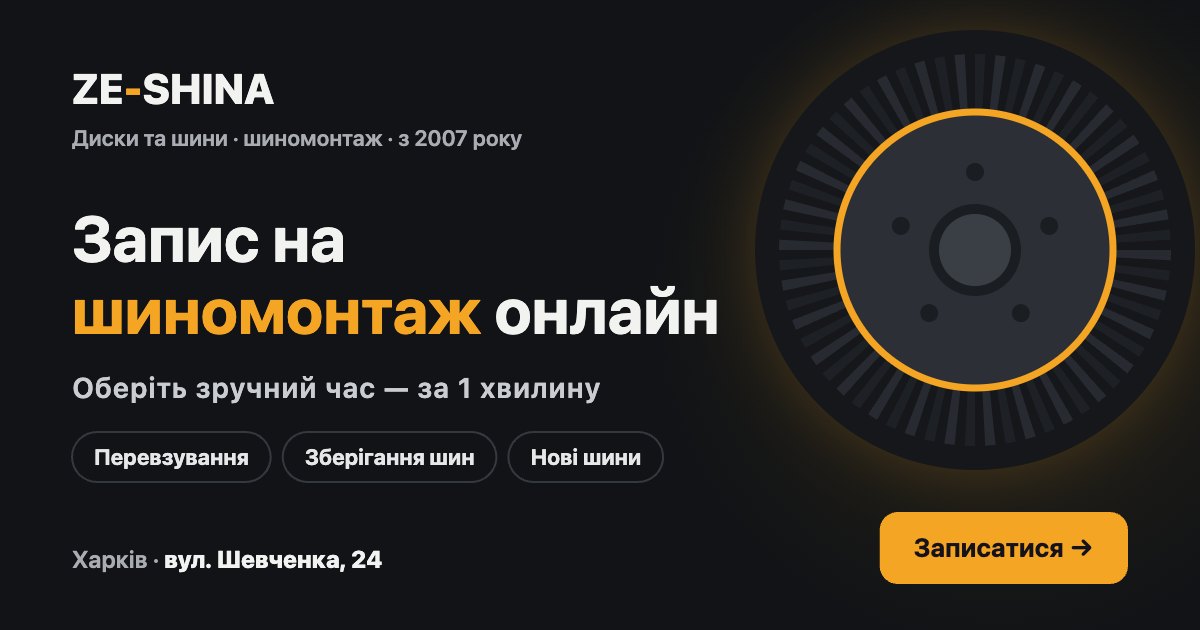 ZE-SHINA
Диски та шини · шиномонтаж · з 2007 року
Запис на
шиномонтаж онлайн
Оберіть зручний час — за 1 хвилину
Перевзування Зберігання шин Нові шини
Харків · вул. Шевченка, 24
Записатися →